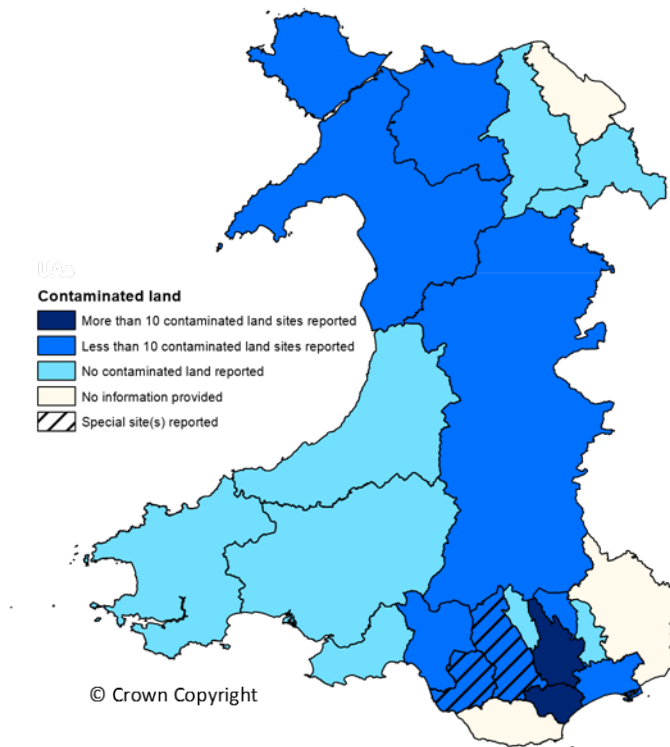 UAs
Contaminated land
More than 10 contaminated land sites reported
Less than 10 contaminated land sites reported
No contaminated land reported
No information provided
Special site(s) reported
© Crown Copyright